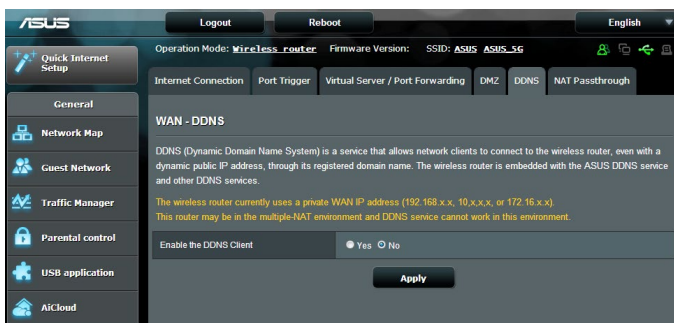 ASUS
Logout
Reboot
English
Quick Internet
Setup
Operation Mode: Wireless router Firmware Version: SSID: ASUS ASUS_5G
Internet Connection
Port Trigger
Virtual Server / Port Forwarding
DMZ
DDNS
NAT Passthrough
General
Network Map
Guest Network
Traffic Manager
Parental control
USB application
AiCloud
WAN - DDNS
DDNS (Dynamic Domain Name System) is a service that allows network clients to connect to the wireless router, even with a
dynamic public IP address, through its registered domain name. The wireless router is embedded with the ASUS DDNS service
and other DDNS services.
The wireless router currently uses a private WAN IP address (192.168.x.x, 10,x,x,x, or 172.16.x.x).
This router may be in the multiple-NAT environment and DDNS service cannot work in this environment.
Enable the DDNS Client
Yes No
Apply